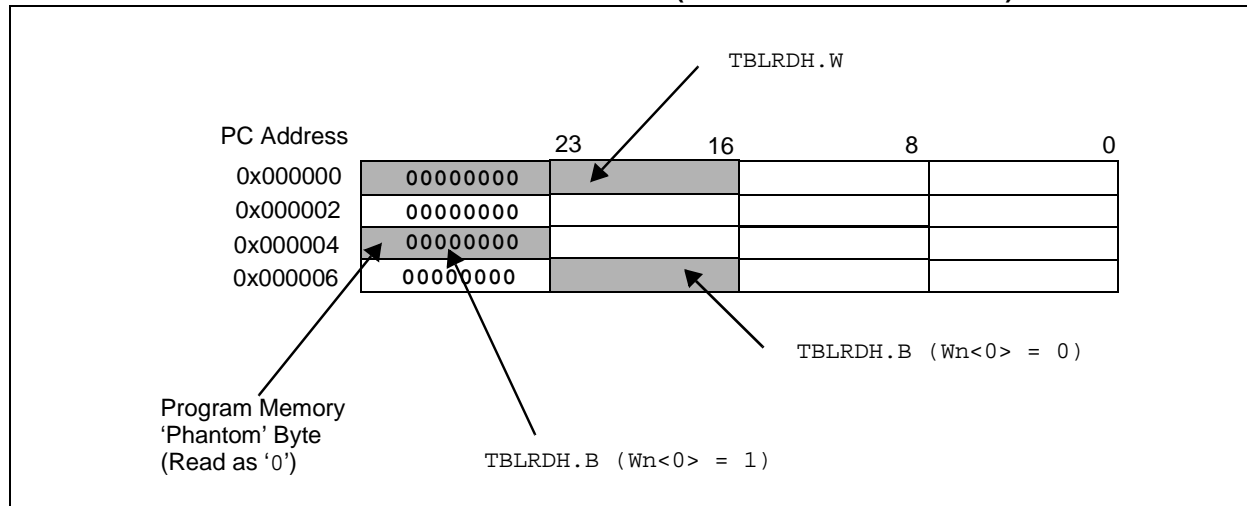 TBLRDH.W
PC Address
23 16 8 0
0x000000 00000000
0x000002 00000000
0x000004 00000000
0x000006 00000000
TBLRDH.B (Wn<0> = 0)
Program Memory
‘Phantom’ Byte
(Read as ‘0’)
TBLRDH.B (Wn<0> = 1)